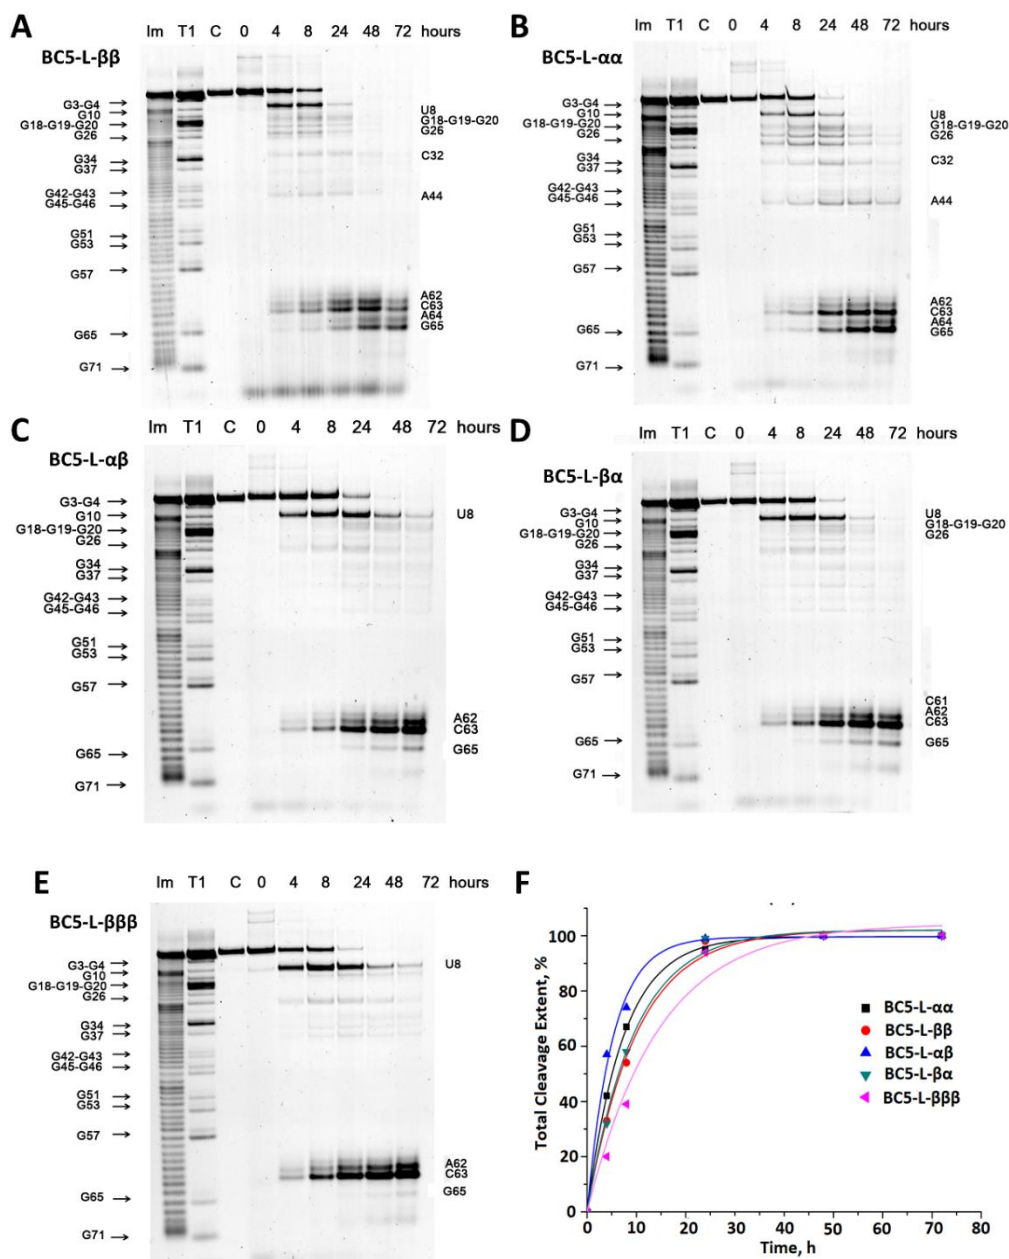 A
Im T1 C 0 4 8 24 48 72 hours
BC5-L-ββ
G3-G4
G10
G18-G19-G20
G26
G34
G37
G42-G43
G45-G46
G51
G53
G57
G65
G71
U8
G18-G19-G20
G26
C32
A44
A62
C63
A64
G65
B
Im T1 C 0 4 8 24 48 72 hours
BC5-L-αα
G3-G4
G10
G18-G19-G20
G26
G34
G37
G42-G43
G45-G46
G51
G53
G57
G65
G71
U8
G18-G19-G20
G26
C32
A44
A62
C63
A64
G65
C
Im T1 C 0 4 8 24 48 72 hours
BC5-L-αβ
G3-G4
G10
G18-G19-G20
G26
G34
G37
G42-G43
G45-G46
G51
G53
G57
G65
G71
U8
A62
C63
G65
D
Im T1 C 0 4 8 24 48 72 hours
BC5-L-βα
G3-G4
G10
G18-G19-G20
G26
G34
G37
G42-G43
G45-G46
G51
G53
G57
G65
G71
U8
G18-G19-G20
G26
C61
A62
C63
G65
E
Im T1 C 0 4 8 24 48 72 hours
BC5-L-βββ
G3-G4
G10
G18-G19-G20
G26
G34
G37
G42-G43
G45-G46
G51
G53
G57
G65
G71
U8
A62
C63
G65
F
Total Cleavage Extent, %
100
80
60
40
20
0
BC5-L-αα
BC5-L-ββ
BC5-L-αβ
BC5-L-βα
BC5-L-βββ
0 10 20 30 40 50 60 70 80
Time, h